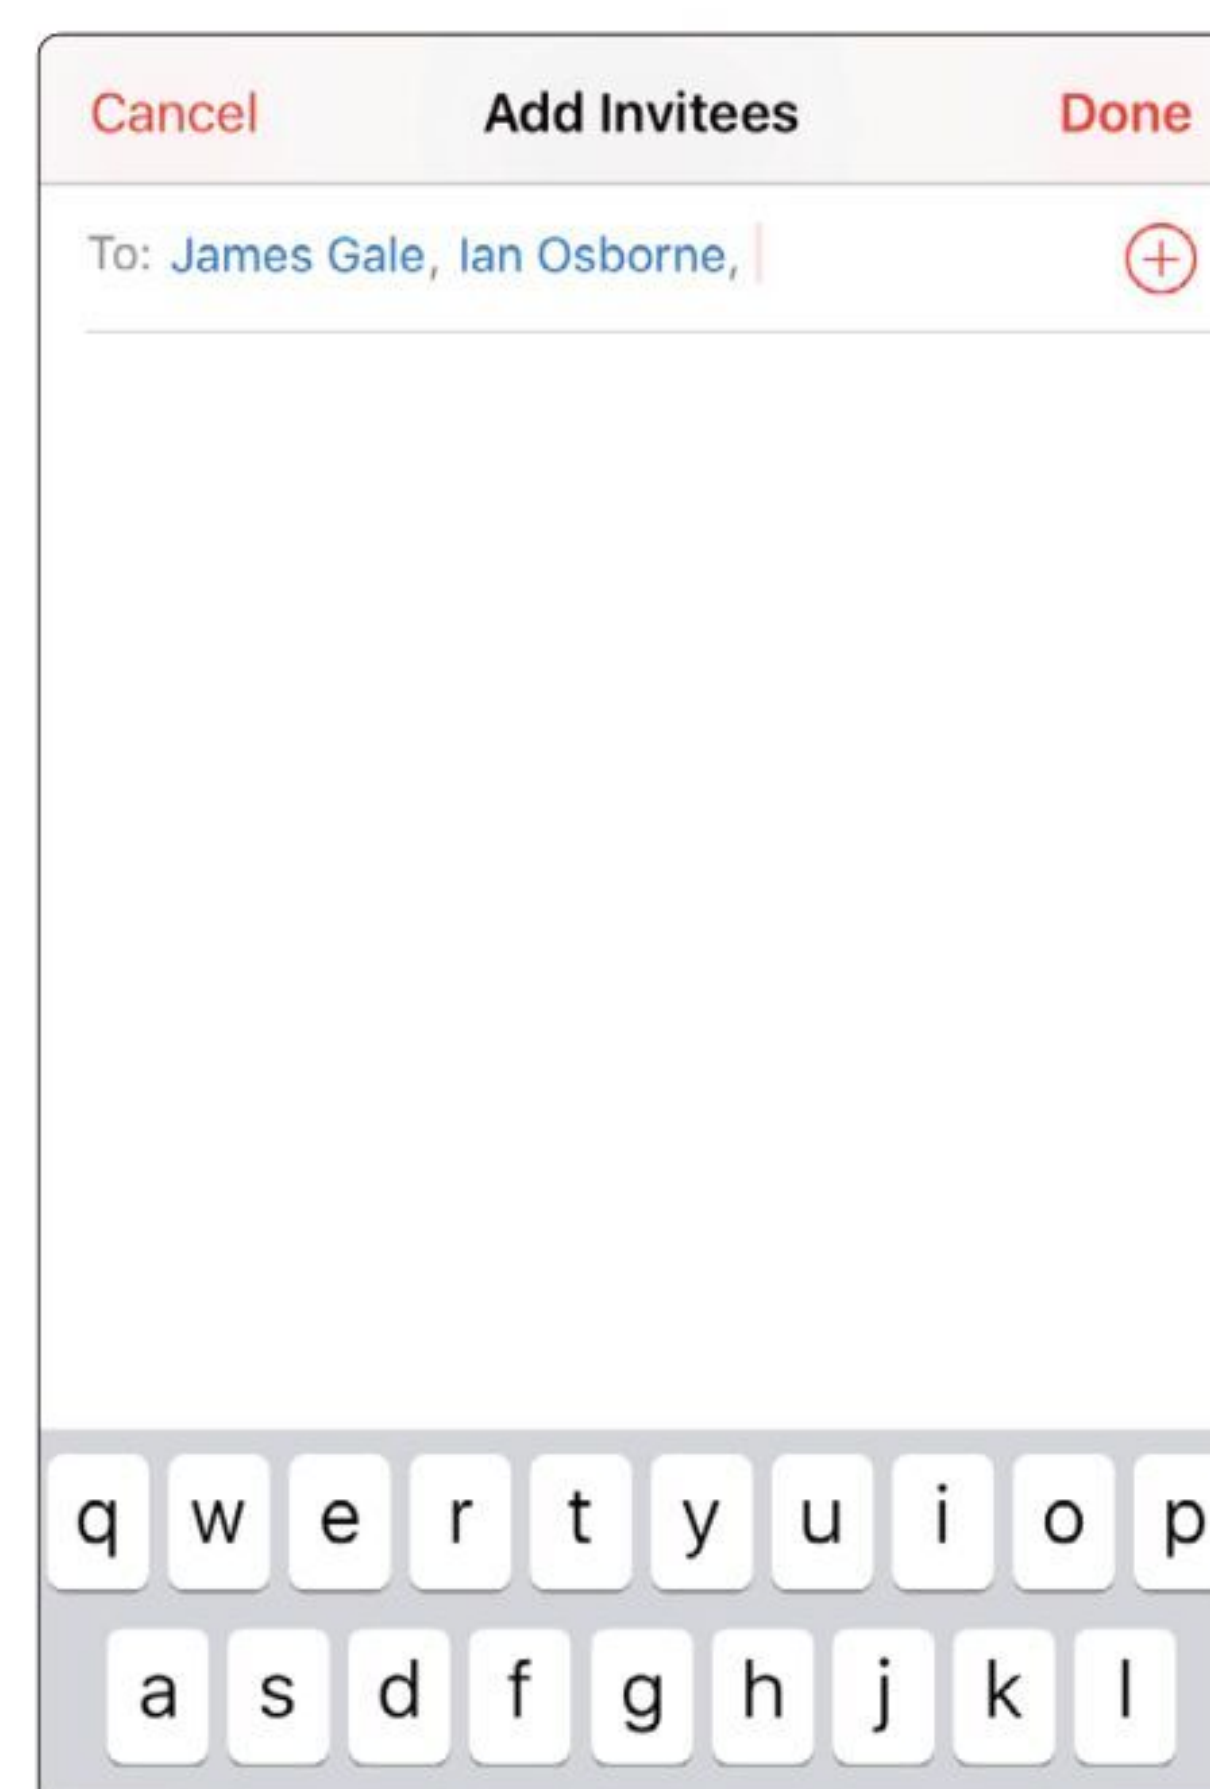 Cancel Add Invitees Done
To: James Gale, Ian Osborne,
q w e r t y u i o p
a s d f g h j k l